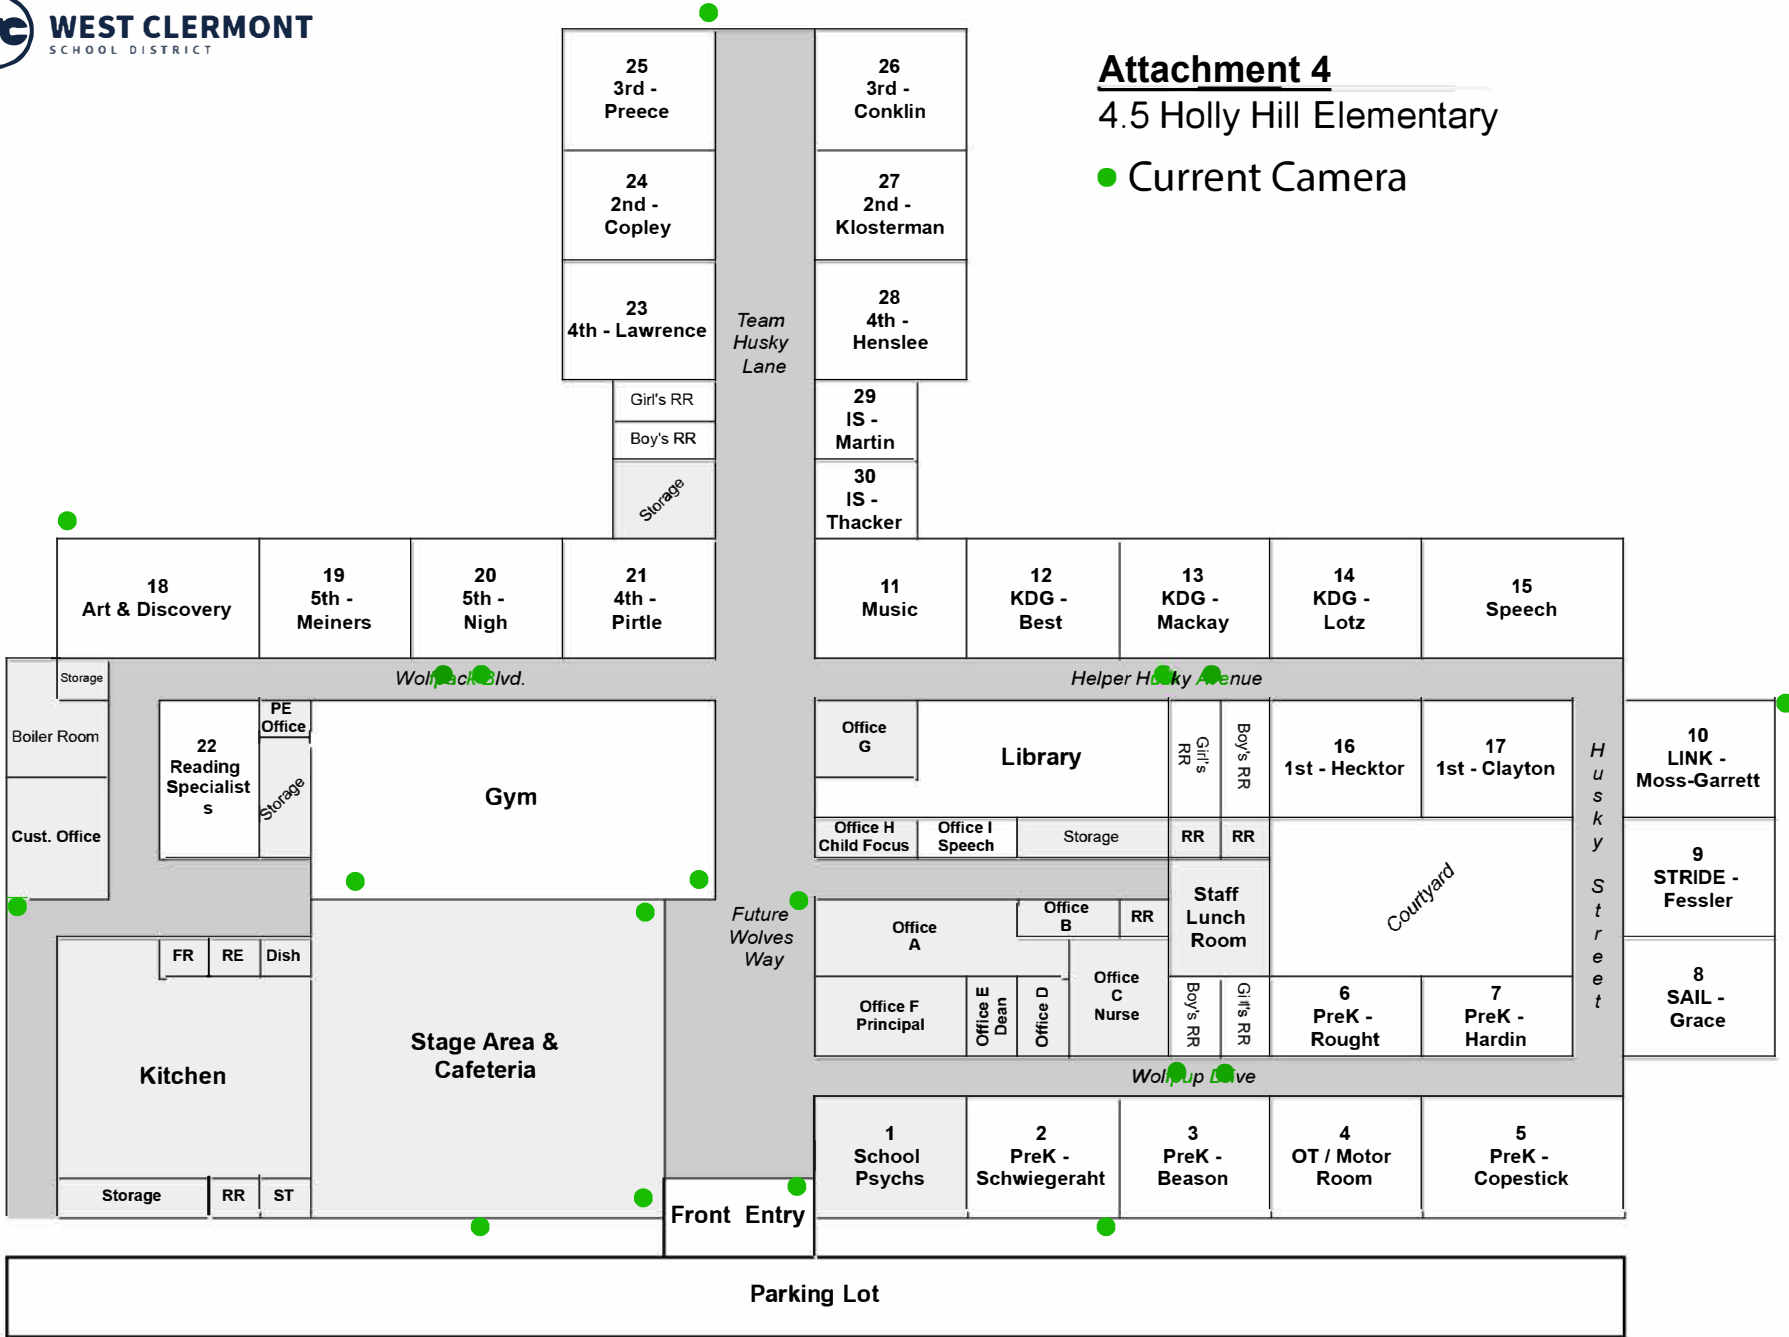 WEST CLERMONT
SCHOOL DISTRICT
Attachment 4
4.5 Holly Hill Elementary
Current Camera
25
3rd -
Preece
26
3rd -
Conklin
24
2nd -
Copley
27
2nd -
Klosterman
23
4th - Lawrence
28
4th -
Henslee
Team
Husky
Lane
Girl's RR
Boy's RR
Storage
29
IS -
Martin
30
IS -
Thacker
18
Art & Discovery
19
5th -
Meiners
20
5th -
Nigh
21
4th -
Pirtle
11
Music
12
KDG -
Best
13
KDG -
Mackay
14
KDG -
Lotz
15
Speech
Storage
Wolfpack Blvd.
Helper Husky Avenue
Boiler Room
Cust. Office
22
Reading
Specialist
s
PE
Office
Storage
Gym
Office
G
Library
Girl's
RR
Boy's RR
16
1st - Hecktor
17
1st - Clayton
Husky Street
10
LINK -
Moss-Garrett
Office H
Child Focus
Office I
Speech
Storage
RR
RR
9
STRIDE -
Fessler
8
SAIL -
Grace
Courtyard
Staff
Lunch
Room
Future
Wolves
Way
Office
A
Office
B
RR
Office
C
Nurse
Office F
Principal
Office E
Dean
Office D
Boy's RR
Girl's RR
6
PreK -
Rought
7
PreK -
Hardin
FR
RE
Dish
Kitchen
Stage Area &
Cafeteria
Wolfpup Drive
1
School
Psychs
2
PreK -
Schwiegeraht
3
PreK -
Beason
4
OT / Motor
Room
5
PreK -
Copestick
Storage
RR
ST
Front Entry
Parking Lot